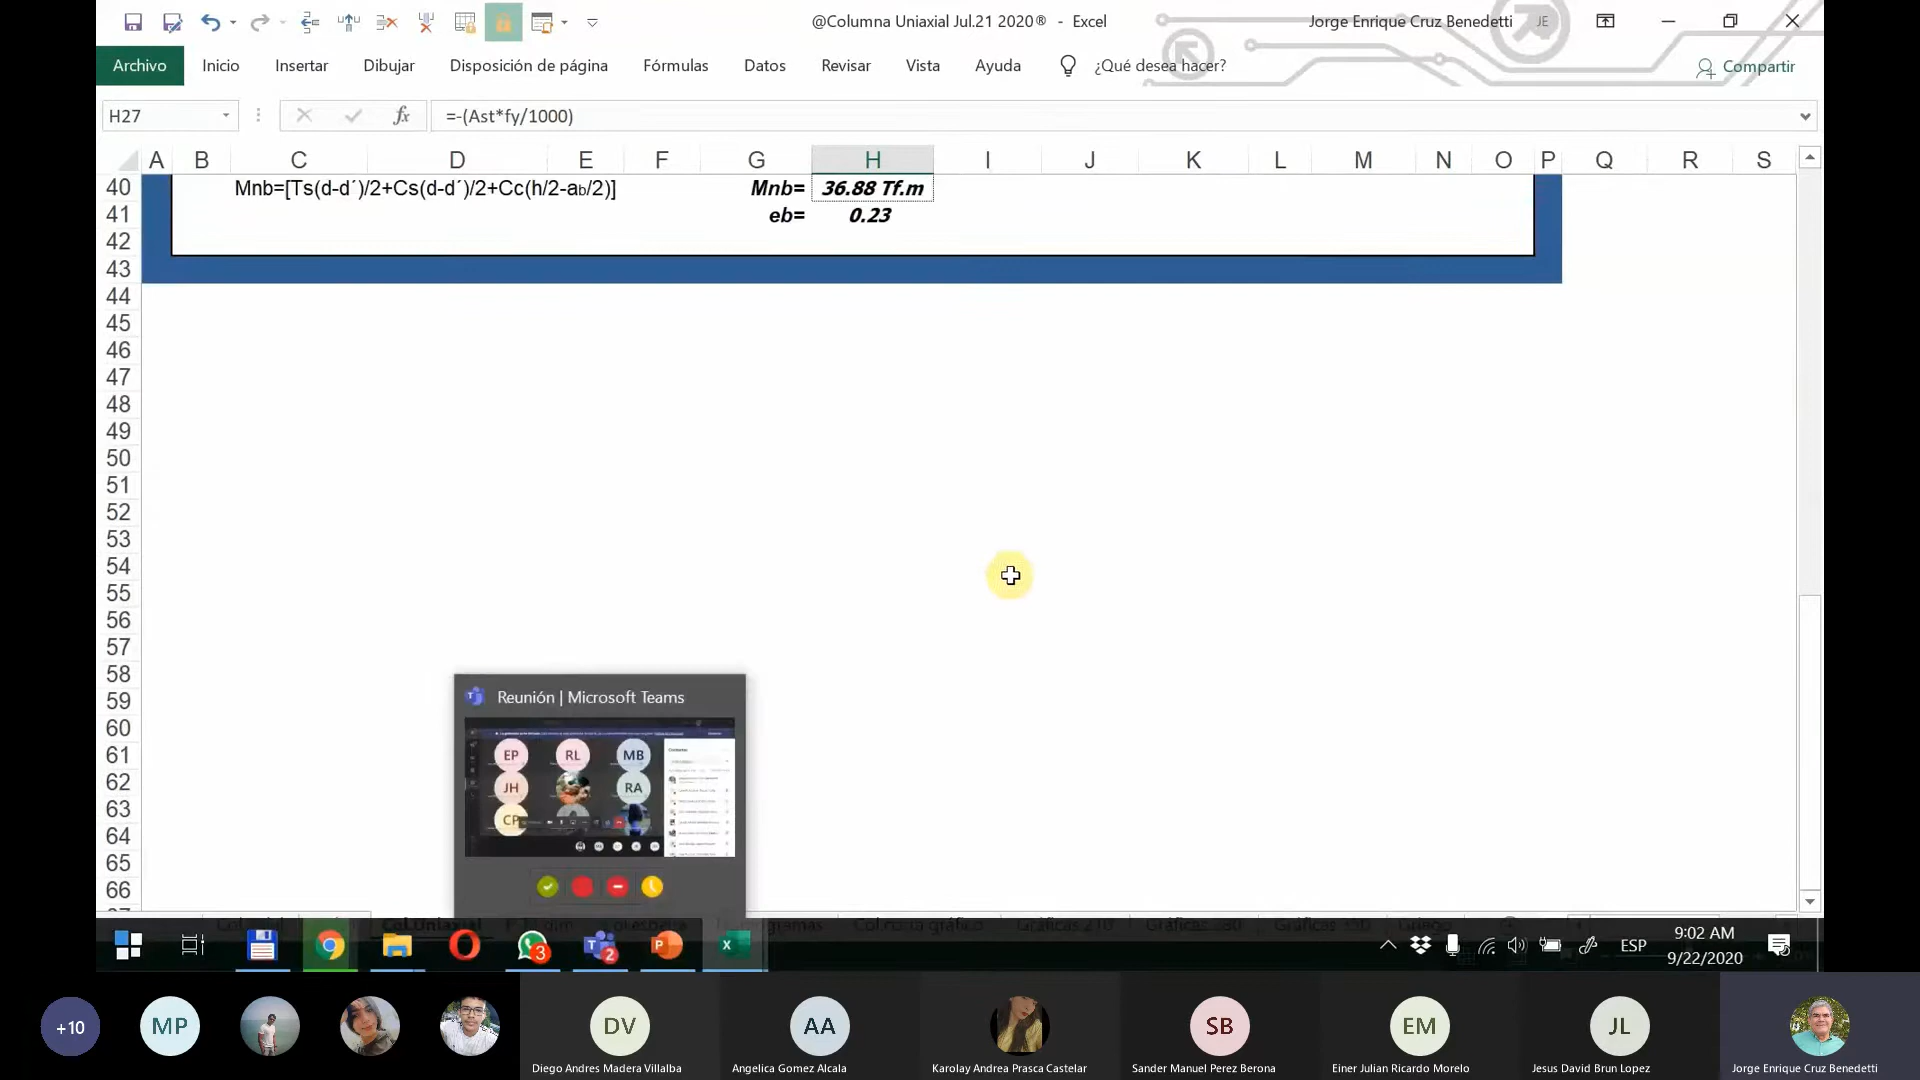 @Columna Uniaxial Jul.21 2020® - Excel
Jorge Enrique Cruz Benedetti
JE
Archivo Inicio Insertar Dibujar Disposición de página Fórmulas Datos Revisar Vista Ayuda ¿Qué desea hacer? Compartir
H27 fx =-(Ast*fy/1000)
A B C D E F G H I J K L M N O P Q R S
40 Mnb=[Ts(d-d´)/2+Cs(d-d´)/2+Cc(h/2-ab/2)] Mnb= 36.88 Tf.m
41 eb= 0.23
42
43
44
45
46
47
48
49
50
51
52
53
54
55
56
57
58
59
60
61
62
63
64
65
66
Reunión | Microsoft Teams
EP RL MB
JH RA
CP
3
2
ESP
9:02 AM
9/22/2020
+10
MP
DV
AA
SB
EM
JL
Diego Andres Madera Villalba
Angelica Gomez Alcala
Karolay Andrea Prasca Castelar
Sander Manuel Perez Berona
Einer Julian Ricardo Morelo
Jesus David Brun Lopez
Jorge Enrique Cruz Benedetti